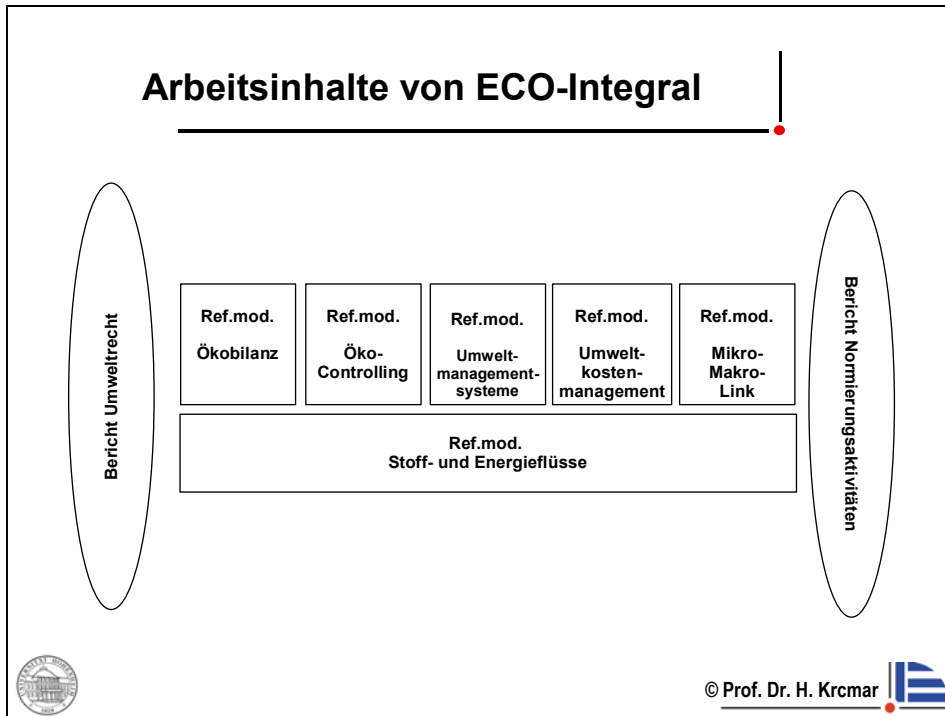 Arbeitsinhalte von ECO-Integral
Bericht Umweltrecht
Ref.mod.
Ökobilanz
Ref.mod.
Öko-
Controlling
Ref.mod.
Umwelt-
management-
systeme
Ref.mod.
Umwelt-
kosten-
management
Ref.mod.
Mikro-
Makro-
Link
Ref.mod.
Stoff- und Energieflüsse
Bericht Normierungsaktivitäten
UNIVERSITÄT HOHENHEIM
© Prof. Dr. H. Krcmar